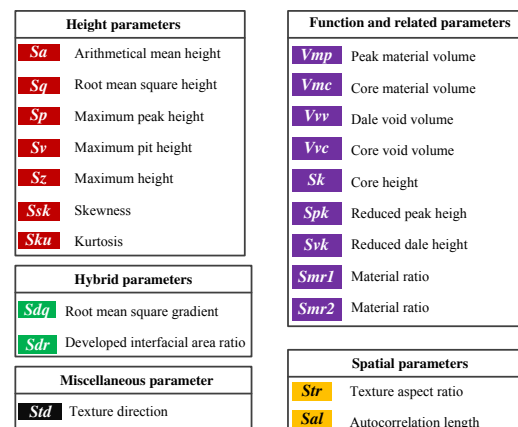 Height parameters
Sa Arithmetical mean height
Sq Root mean square height
Sp Maximum peak height
Sv Maximum pit height
Sz Maximum height
Ssk Skewness
Sku Kurtosis
Hybrid parameters
Sdq Root mean square gradient
Sdr Developed interfacial area ratio
Miscellaneous parameter
Std Texture direction
Function and related parameters
Vmp Peak material volume
Vmc Core material volume
Vvv Dale void volume
Vvc Core void volume
Sk Core height
Spk Reduced peak heigh
Svk Reduced dale height
Smr1 Material ratio
Smr2 Material ratio
Spatial parameters
Str Texture aspect ratio
Sal Autocorrelation length